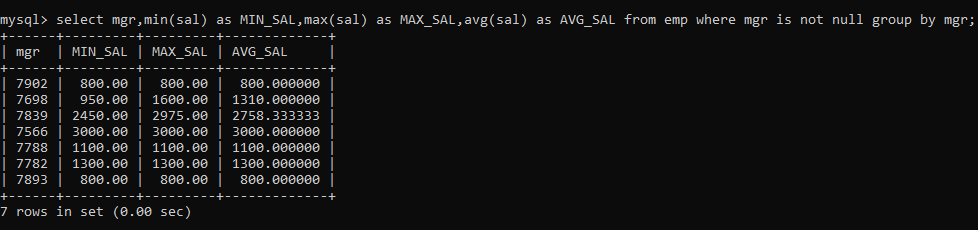 mysql> select mgr,min(sal) as MIN_SAL,max(sal) as MAX_SAL,avg(sal) as AVG_SAL from emp where mgr is not null group by mgr;
+------+---------+---------+-------------+
| mgr  | MIN_SAL | MAX_SAL | AVG_SAL     |
+------+---------+---------+-------------+
| 7902 |  800.00 |  800.00 |  800.000000 |
| 7698 |  950.00 | 1600.00 | 1310.000000 |
| 7839 | 2450.00 | 2975.00 | 2758.333333 |
| 7566 | 3000.00 | 3000.00 | 3000.000000 |
| 7788 | 1100.00 | 1100.00 | 1100.000000 |
| 7782 | 1300.00 | 1300.00 | 1300.000000 |
| 7893 |  800.00 |  800.00 |  800.000000 |
+------+---------+---------+-------------+
7 rows in set (0.00 sec)